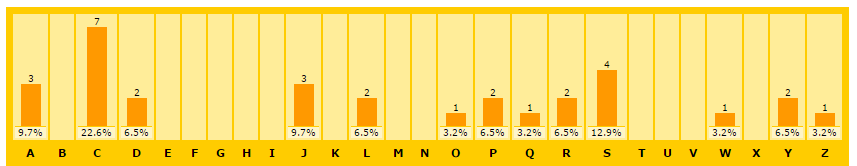 7
4
3 3
2 2 2 2 2
1 1 1 1
9.7% 22.6% 6.5% 9.7% 6.5% 3.2% 6.5% 3.2% 6.5% 12.9% 3.2% 6.5% 3.2%
A B C D E F G H I J K L M N O P Q R S T U V W X Y Z